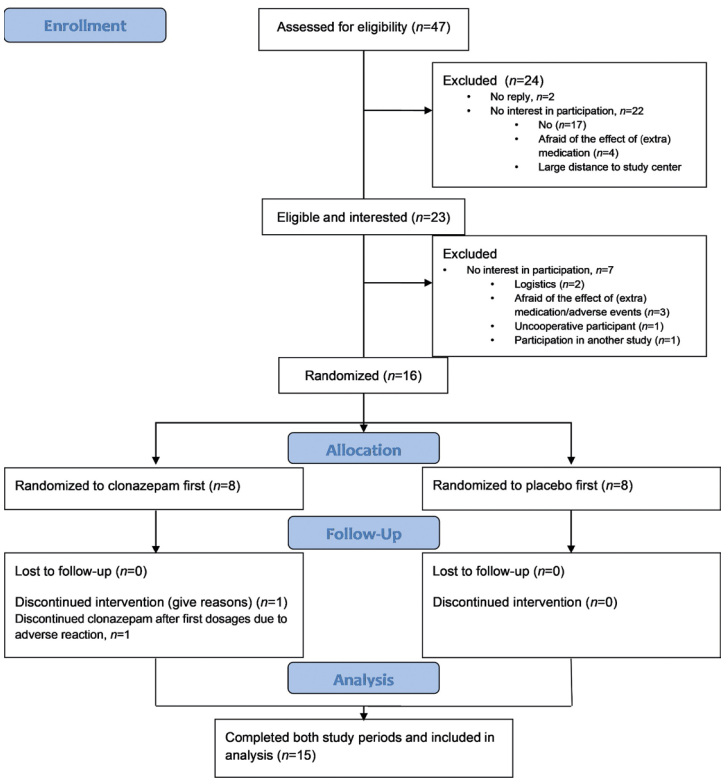 Enrollment
Assessed for eligibility (n=47)
Excluded (n=24)
• No reply, n=2
• No interest in participation, n=22
• No (n=17)
• Afraid of the effect of (extra)
medication (n=4)
• Large distance to study center
Eligible and interested (n=23)
Excluded
• No interest in participation, n=7
• Logistics (n=2)
• Afraid of the effect of (extra)
medication/adverse events (n=3)
• Uncooperative participant (n=1)
• Participation in another study (n=1)
Randomized (n=16)
Allocation
Randomized to clonazepam first (n=8)
Randomized to placebo first (n=8)
Follow-Up
Lost to follow-up (n=0)
Discontinued intervention (give reasons) (n=1)
Discontinued clonazepam after first dosages due to
adverse reaction, n=1
Lost to follow-up (n=0)
Discontinued intervention (n=0)
Analysis
Completed both study periods and included in
analysis (n=15)